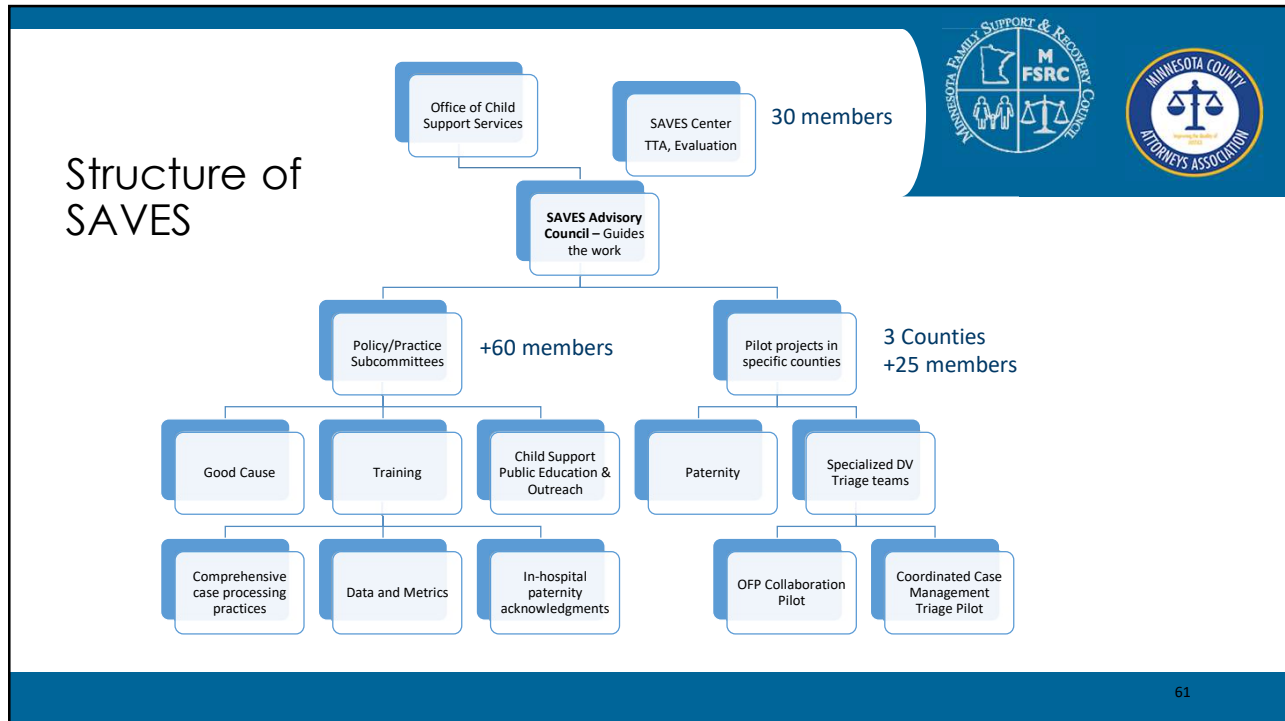 MINNESOTA FAMILY SUPPORT & RECOVERY COUNCIL
M
FSRC
MINNESOTA COUNTY
ATTORNEYS ASSOCIATION
Structure of
SAVES
Office of Child
Support Services
SAVES Center
TTA, Evaluation
30 members
SAVES Advisory
Council – Guides
the work
Policy/Practice
Subcommittees
+60 members
Pilot projects in
specific counties
3 Counties
+25 members
Good Cause
Training
Child Support
Public Education &
Outreach
Paternity
Specialized DV
Triage teams
Comprehensive
case processing
practices
Data and Metrics
In-hospital
paternity
acknowledgments
OFP Collaboration
Pilot
Coordinated Case
Management
Triage Pilot
61